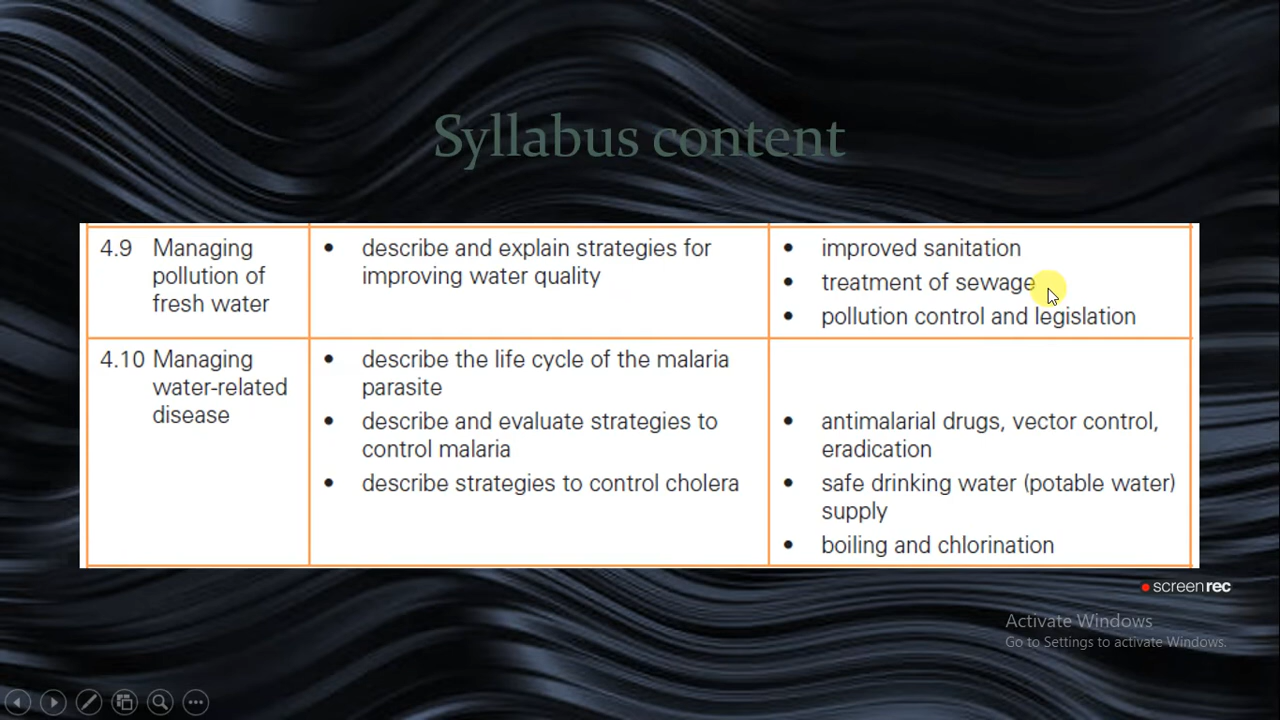 Syllabus content
4.9 Managing
pollution of
fresh water
• describe and explain strategies for
improving water quality
• improved sanitation
• treatment of sewage
• pollution control and legislation
4.10 Managing
water-related
disease
• describe the life cycle of the malaria
parasite
• describe and evaluate strategies to
control malaria
• describe strategies to control cholera
• antimalarial drugs, vector control,
eradication
• safe drinking water (potable water)
supply
• boiling and chlorination
screenrec
Activate Windows
Go to Settings to activate Windows.